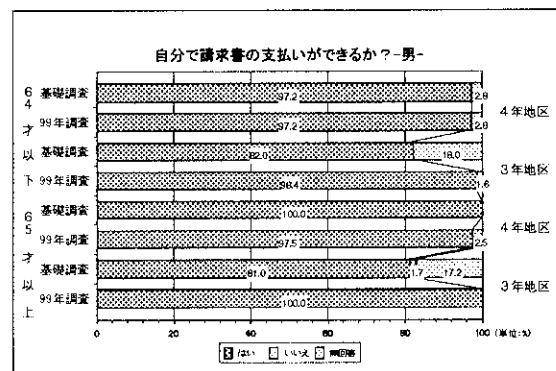 自分で請求書の支払いができるか？-男-
64才以下
65才以上
基礎調査 97.2 2.8
99年調査 97.2 2.8
4年地区
基礎調査 82.0 18.0
99年調査 98.4 1.6
3年地区
基礎調査 100.0
99年調査 97.5 2.5
4年地区
基礎調査 81.0 1.7 17.2
99年調査 100.0
3年地区
0 20 40 60 80 100 (単位:%)
はい いいえ 無回答